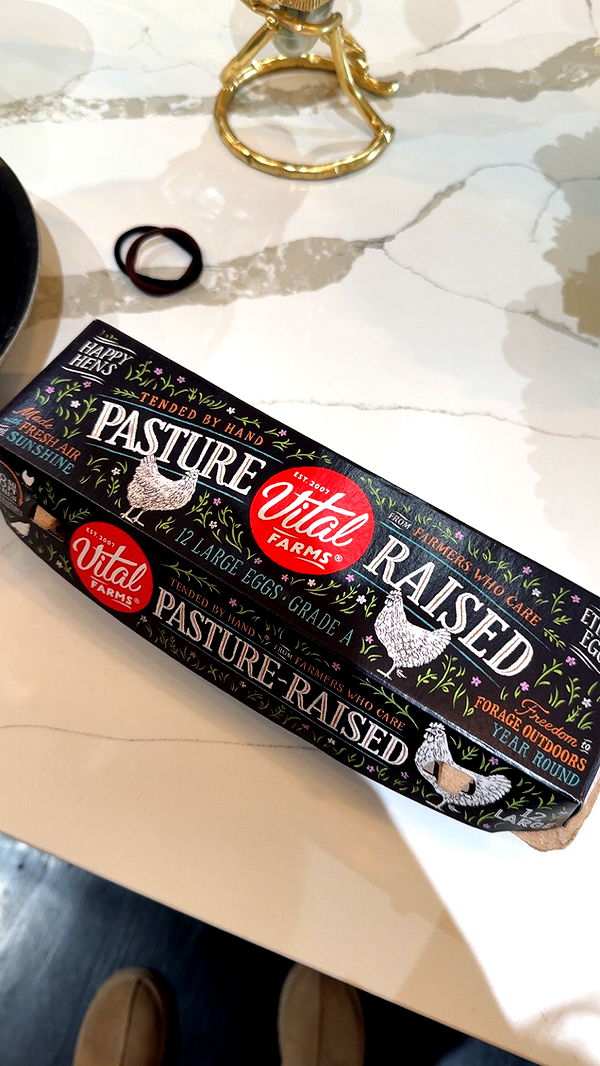 HAPPY
HENS
TENDED BY HAND
PASTURE
Made
with FRESH AIR
SUNSHINE
EST. 2007
Vital
FARMS®
FROM FARMERS WHO CARE
RAISED
12 LARGE EGGS · GRADE A
Freedom to
FORAGE OUTDOORS
YEAR ROUND
EST. 2007
Vital
FARMS®
TENDED BY HAND FROM FARMERS WHO CARE
PASTURE-RAISED
12
LARGE